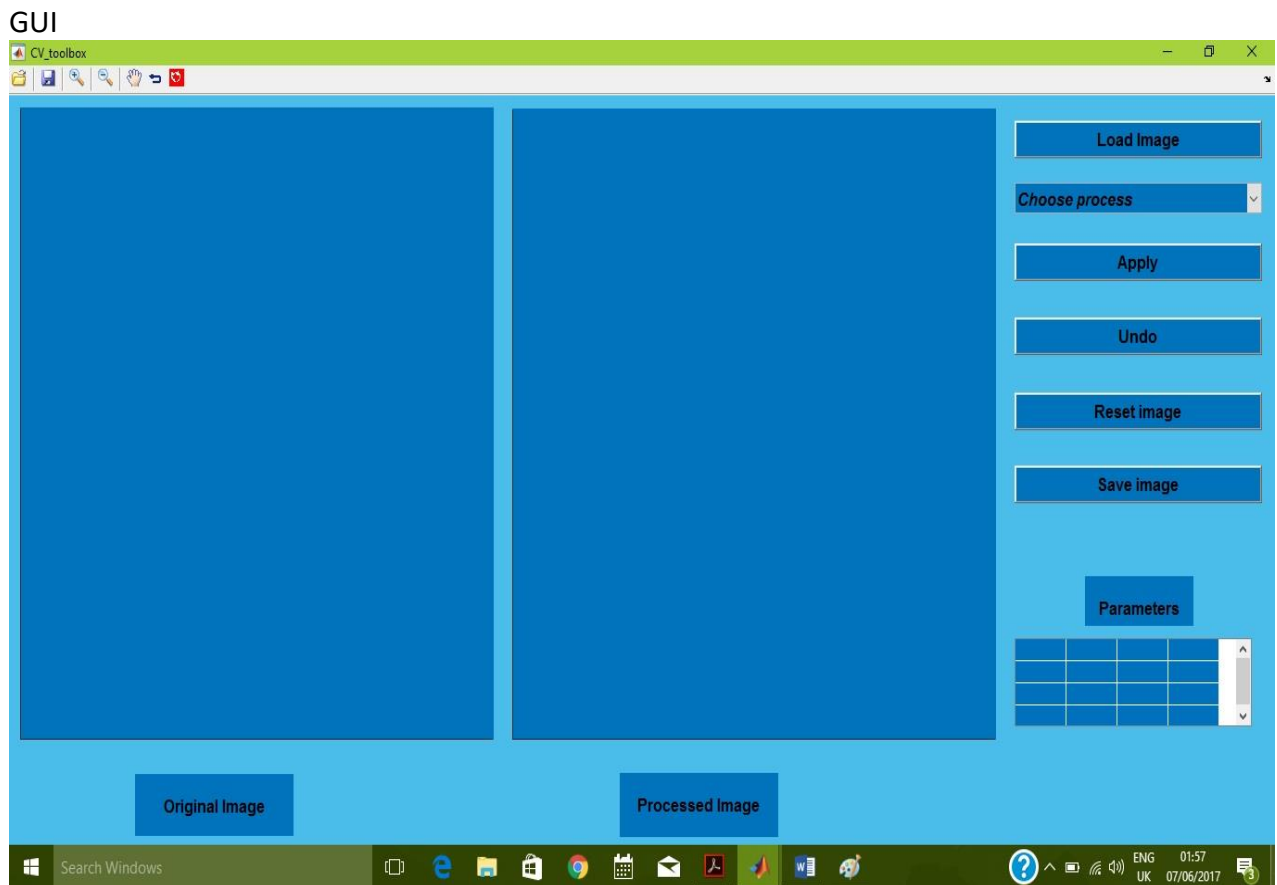 GUI
CV_toolbox
Load Image
Choose process
Apply
Undo
Reset image
Save image
Parameters
Original Image
Processed Image
Search Windows
ENG 01:57
UK 07/06/2017
3